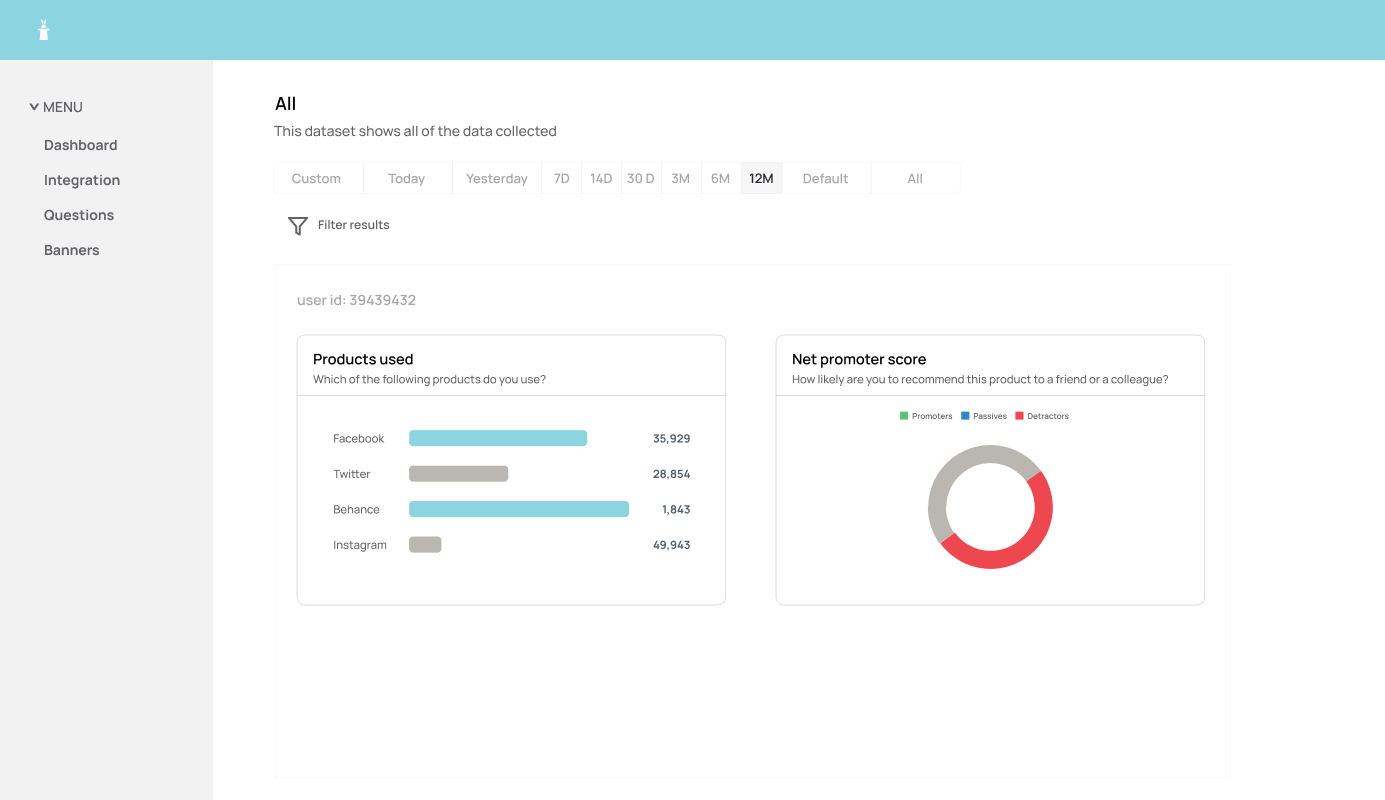 MENU
Dashboard
Integration
Questions
Banners
All
This dataset shows all of the data collected
Custom Today Yesterday 7D 14D 30 D 3M 6M 12M Default All
Filter results
user id: 39439432
Products used
Which of the following products do you use?
Facebook 35,929
Twitter 28,854
Behance 1,843
Instagram 49,943
Net promoter score
How likely are you to recommend this product to a friend or a colleague?
Promoters Passives Detractors